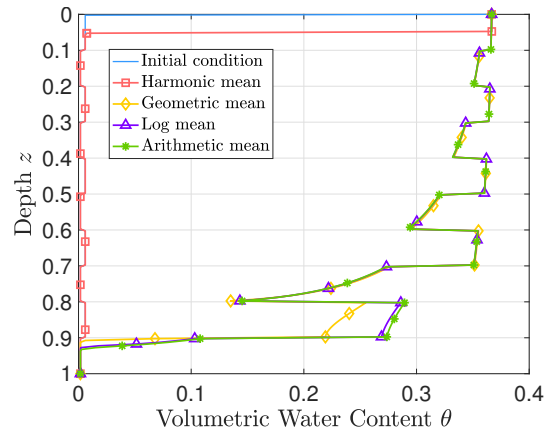 0
0.1
0.2
0.3
0.4
0.5
0.6
0.7
0.8
0.9
1
Depth z
Initial condition
Harmonic mean
Geometric mean
Log mean
Arithmetic mean
0 0.1 0.2 0.3 0.4
Volumetric Water Content θ